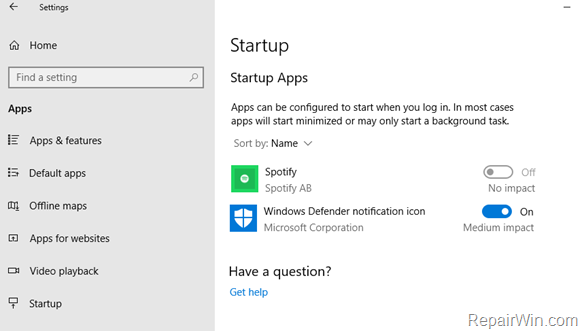 Settings
Home
Find a setting
Apps
Apps & features
Default apps
Offline maps
Apps for websites
Video playback
Startup
Startup
Startup Apps
Apps can be configured to start when you log in. In most cases
apps will start minimized or may only start a background task.
Sort by: Name
Spotify
Off
Spotify AB
No impact
Windows Defender notification icon
On
Microsoft Corporation
Medium impact
Have a question?
Get help
RepairWin.com